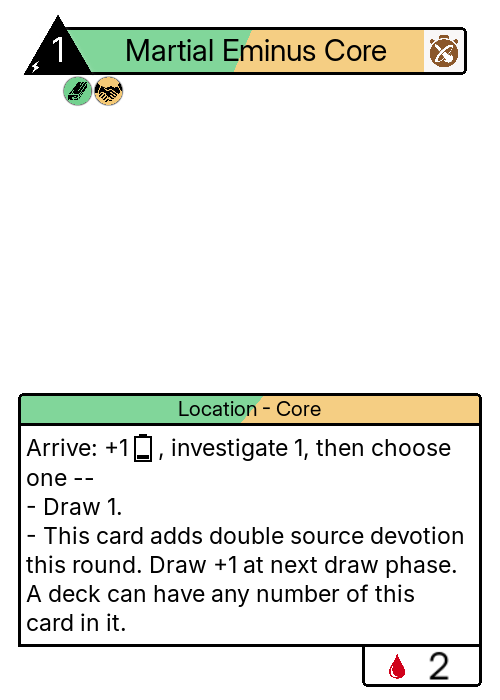 1
Martial Eminus Core
Location - Core
Arrive: +1 , investigate 1, then choose
one --
- Draw 1.
- This card adds double source devotion
this round. Draw +1 at next draw phase.
A deck can have any number of this
card in it.
2